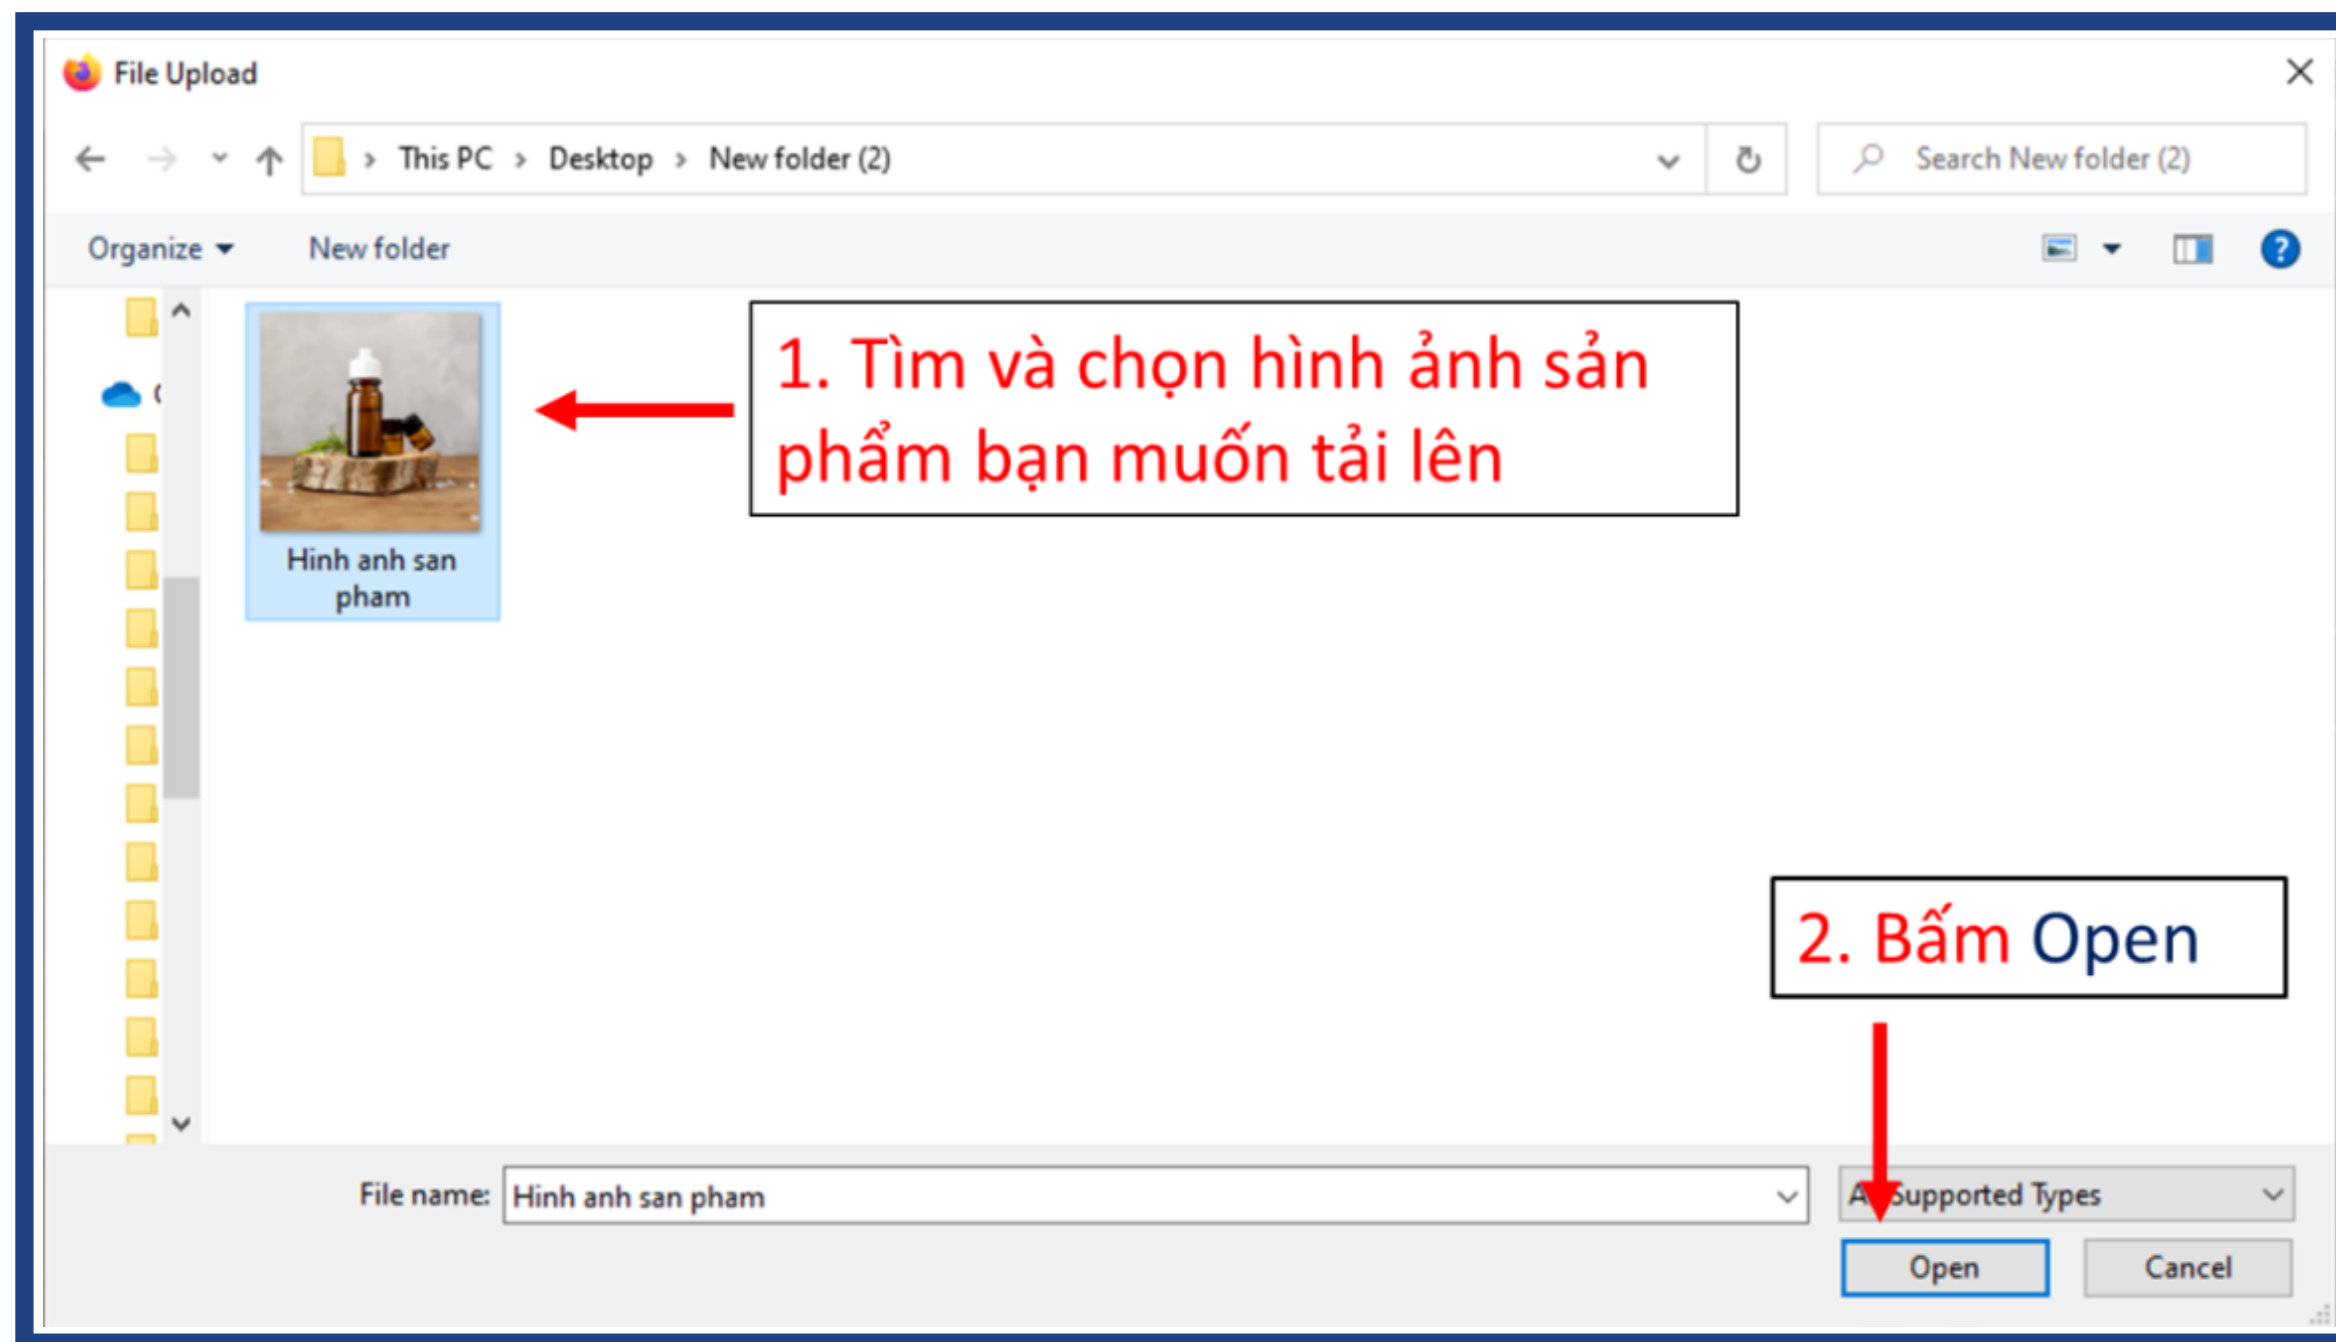 File Upload
This PC > Desktop > New folder (2)
Search New folder (2)
Organize
New folder
1. Tìm và chọn hình ảnh sản
phẩm bạn muốn tải lên
Hinh anh san
pham
2. Bấm Open
File name:
Hinh anh san pham
Supported Types
Open
Cancel